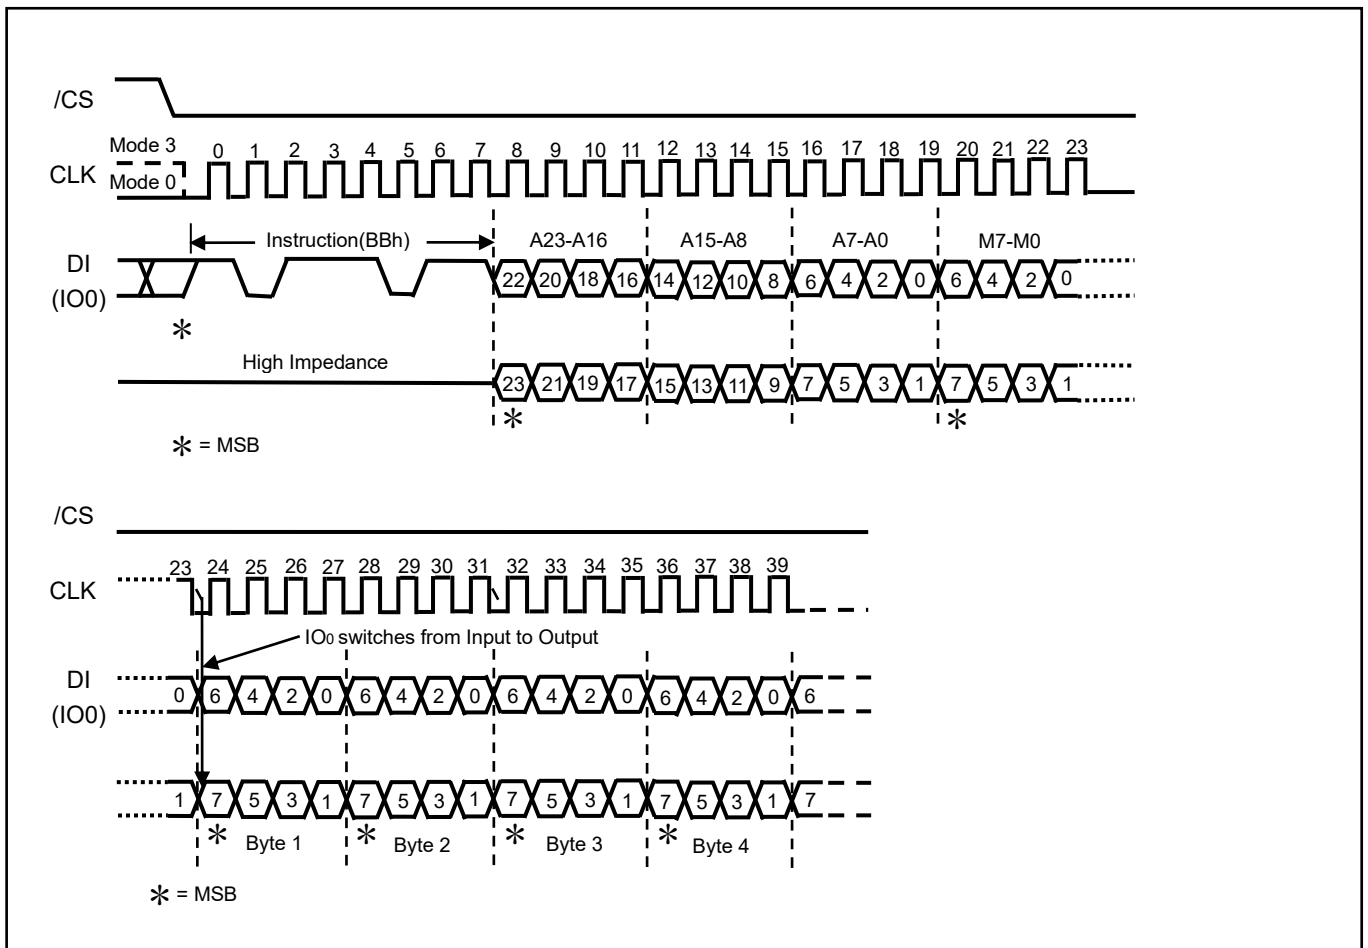 /CS
Mode 3
0 1 2 3 4 5 6 7 8 9 10 11 12 13 14 15 16 17 18 19 20 21 22 23
CLK
Mode 0
Instruction(BBh) A23-A16 A15-A8 A7-A0 M7-M0
DI
(IO0)
22 20 18 16 14 12 10 8 6 4 2 0 6 4 2 0
*
High Impedance
23 21 19 17 15 13 11 9 7 5 3 1 7 5 3 1
* *
* = MSB
/CS
23 24 25 26 27 28 29 30 31 32 33 34 35 36 37 38 39
CLK
IO0 switches from Input to Output
DI
(IO0)
0 6 4 2 0 6 4 2 0 6 4 2 0 6 4 2 0 6
1 7 5 3 1 7 5 3 1 7 5 3 1 7 5 3 1 7
* Byte 1 * Byte 2 * Byte 3 * Byte 4
* = MSB